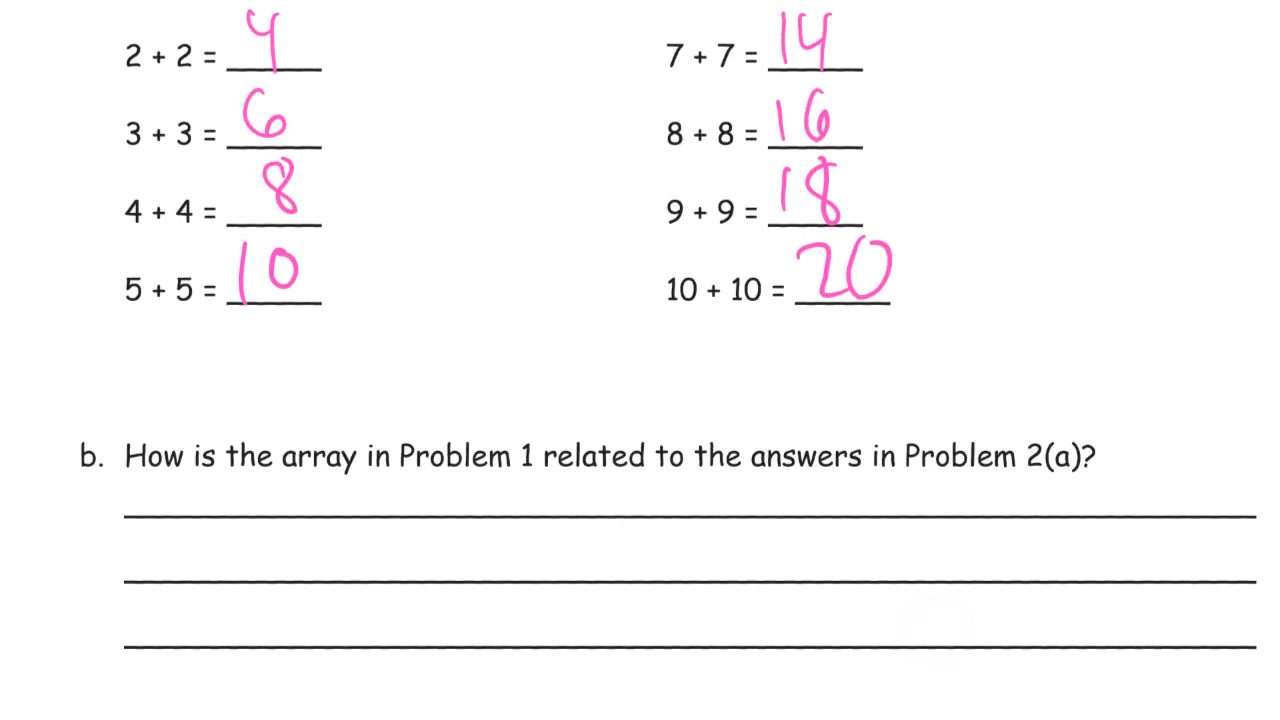 2 + 2 = 4
3 + 3 = 6
4 + 4 = 8
5 + 5 = 10
7 + 7 = 14
8 + 8 = 16
9 + 9 = 18
10 + 10 = 20
b. How is the array in Problem 1 related to the answers in Problem 2(a)?